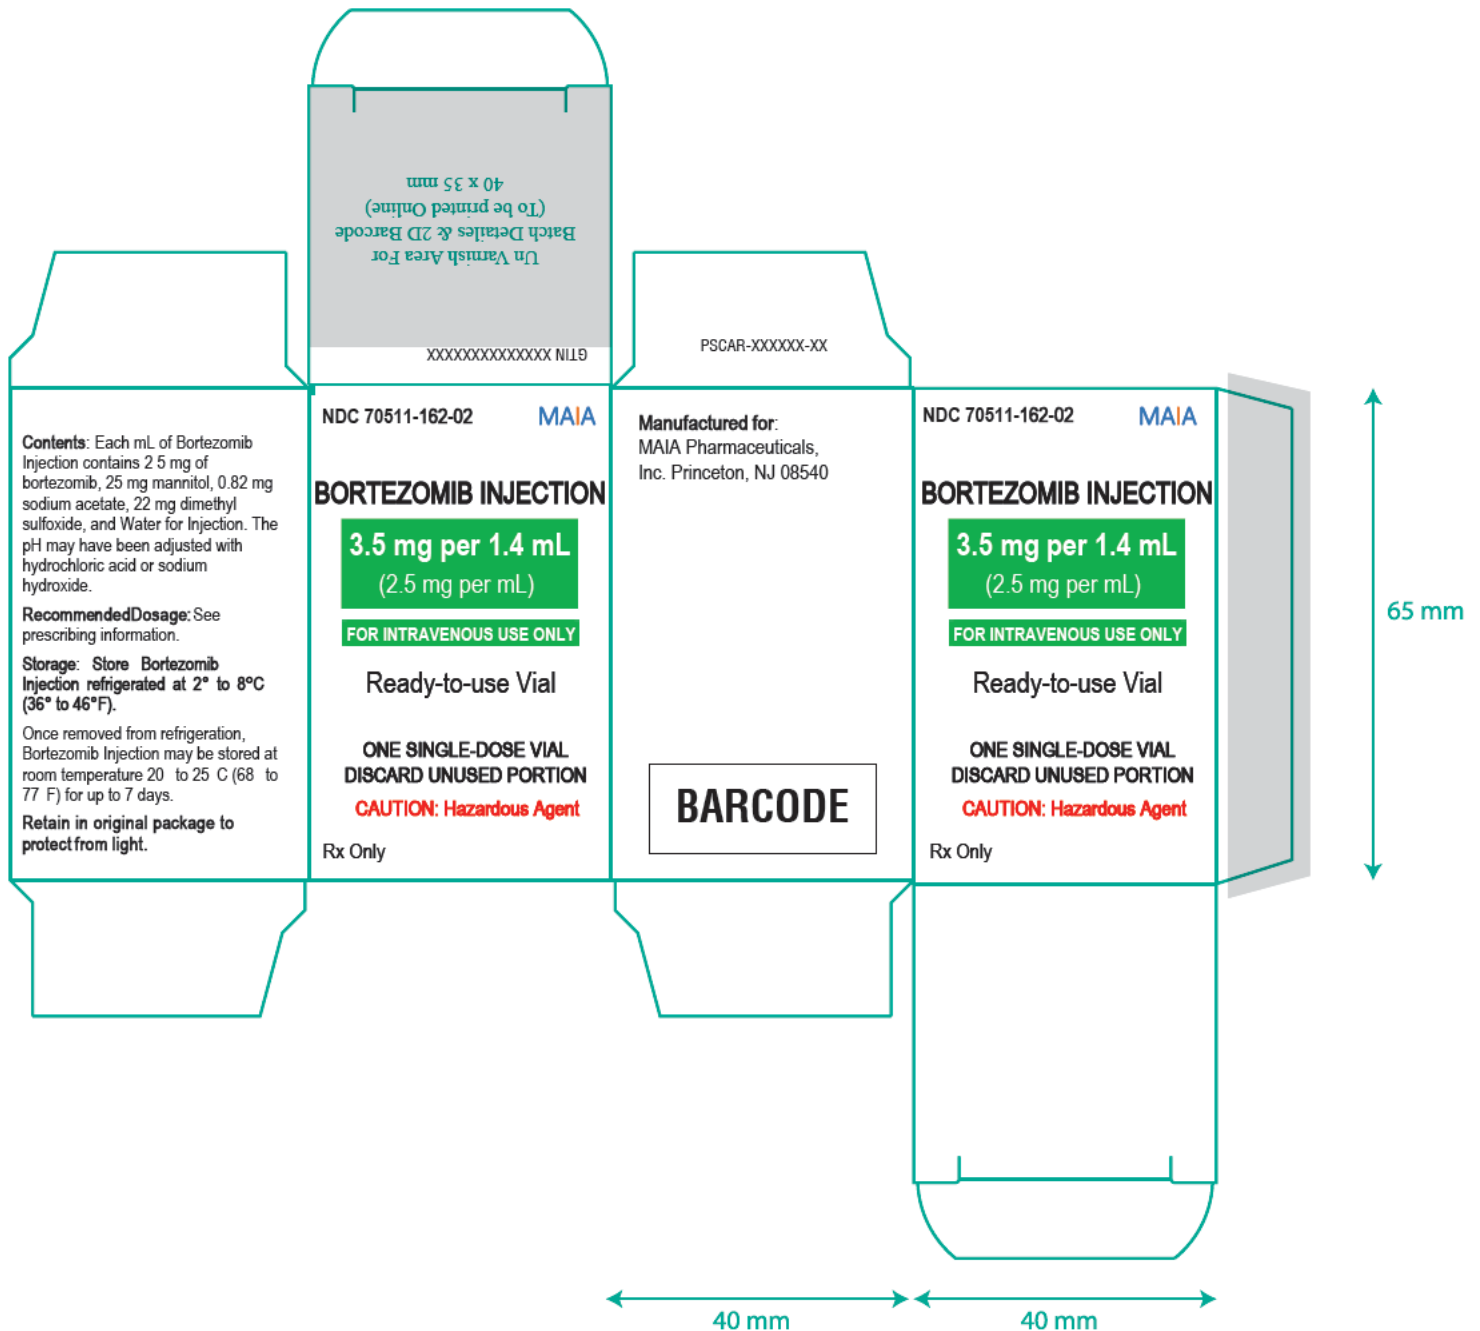 40 x 35 mm
(To be printed Online)
Batch Detailes & 2D Barcode
Un Varnish Area For
GTIN XXXXXXXXXXXXXX
PSCAR-XXXXXX-XX
Contents: Each mL of Bortezomib
Injection contains 2 5 mg of
bortezomib, 25 mg mannitol, 0.82 mg
sodium acetate, 22 mg dimethyl
sulfoxide, and Water for Injection. The
pH may have been adjusted with
hydrochloric acid or sodium
hydroxide.
RecommendedDosage: See
prescribing information.
Storage: Store Bortezomib
Injection refrigerated at 2° to 8°C
(36° to 46°F).
Once removed from refrigeration,
Bortezomib Injection may be stored at
room temperature 20 to 25 C (68 to
77 F) for up to 7 days.
Retain in original package to
protect from light.
NDC 70511-162-02 MAIA
BORTEZOMIB INJECTION
3.5 mg per 1.4 mL
(2.5 mg per mL)
FOR INTRAVENOUS USE ONLY
Ready-to-use Vial
ONE SINGLE-DOSE VIAL
DISCARD UNUSED PORTION
CAUTION: Hazardous Agent
Rx Only
Manufactured for:
MAIA Pharmaceuticals,
Inc. Princeton, NJ 08540
BARCODE
NDC 70511-162-02 MAIA
BORTEZOMIB INJECTION
3.5 mg per 1.4 mL
(2.5 mg per mL)
FOR INTRAVENOUS USE ONLY
Ready-to-use Vial
ONE SINGLE-DOSE VIAL
DISCARD UNUSED PORTION
CAUTION: Hazardous Agent
Rx Only
65 mm
40 mm
40 mm